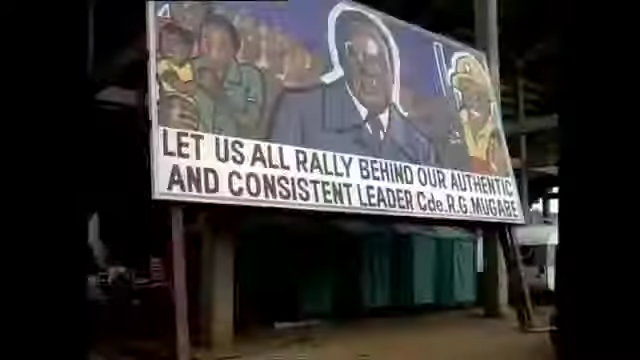 LET US ALL RALLY BEHIND OUR AUTHENTIC
AND CONSISTENT LEADER Cde.R.G.MUGABE